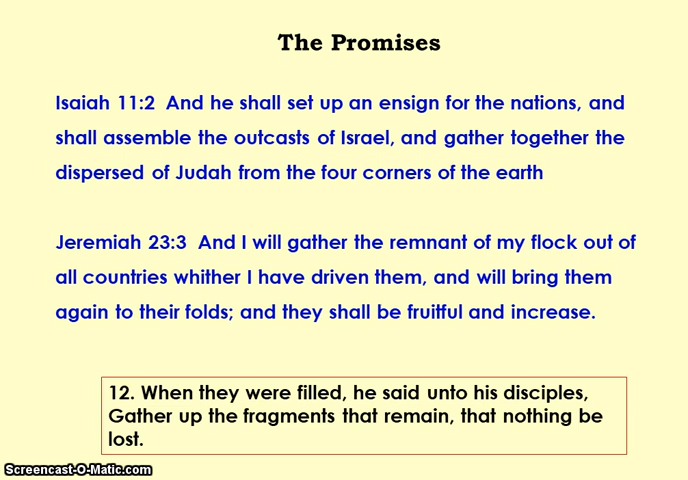 The Promises
Isaiah 11:2  And he shall set up an ensign for the nations, and
shall assemble the outcasts of Israel, and gather together the
dispersed of Judah from the four corners of the earth
Jeremiah 23:3  And I will gather the remnant of my flock out of
all countries whither I have driven them, and will bring them
again to their folds; and they shall be fruitful and increase.
12. When they were filled, he said unto his disciples,
Gather up the fragments that remain, that nothing be
lost.
Screencast-O-Matic.com